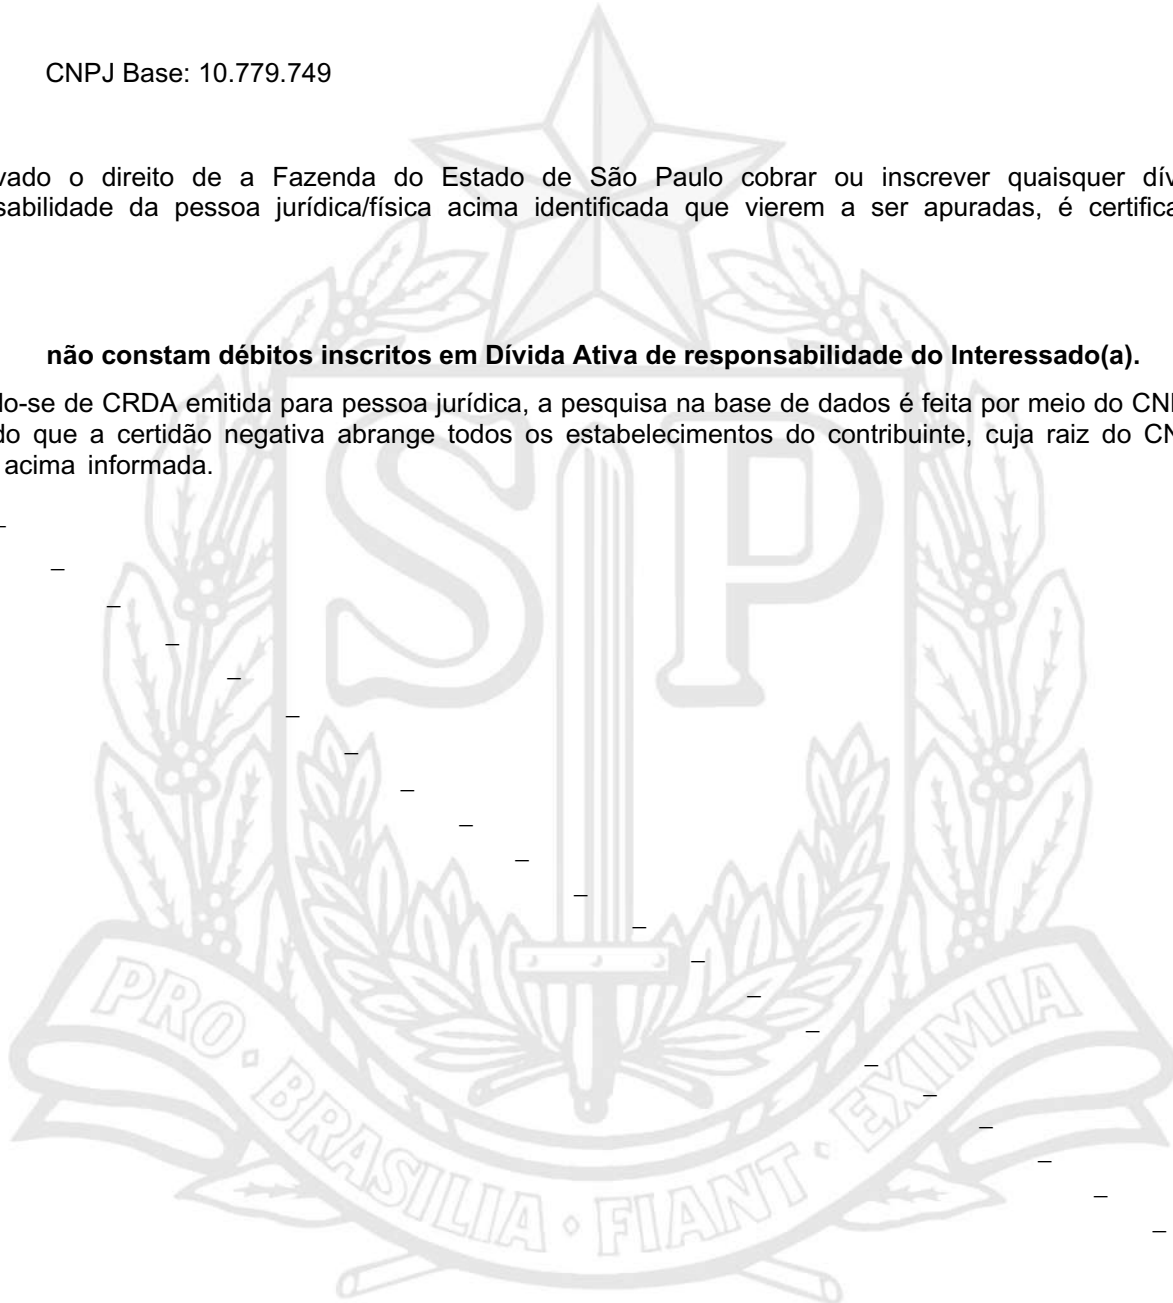 CNPJ Base: 10.779.749
vado o direito de a Fazenda do Estado de São Paulo cobrar ou inscrever quaisquer dív
sabilidade da pessoa jurídica/física acima identificada que vierem a ser apuradas, é certifica
não constam débitos inscritos em Dívida Ativa de responsabilidade do Interessado(a).
do-se de CRDA emitida para pessoa jurídica, a pesquisa na base de dados é feita por meio do CN
do que a certidão negativa abrange todos os estabelecimentos do contribuinte, cuja raiz do CN
acima informada.
SP
PRO • BRASILIA • FIANT • EXIMIA